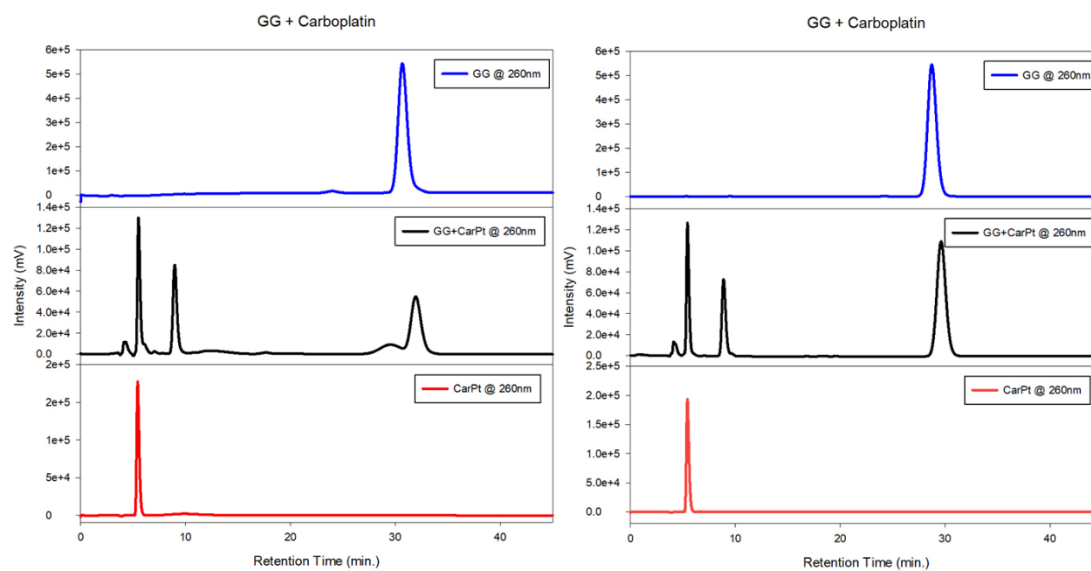 GG + Carboplatin
6e+5
5e+5
4e+5
3e+5
2e+5
1e+5
0
GG @ 260nm
1.4e+5
1.2e+5
1.0e+5
8.0e+4
6.0e+4
4.0e+4
2.0e+4
0.0
GG+CarPt @ 260nm
Intensity (mV)
2e+5
1e+5
5e+4
0
CarPt @ 260nm
0 10 20 30 40
Retention Time (min.)
GG + Carboplatin
6e+5
5e+5
4e+5
3e+5
2e+5
1e+5
0
GG @ 260nm
1.4e+5
1.2e+5
1.0e+5
8.0e+4
6.0e+4
4.0e+4
2.0e+4
0.0
GG+CarPt @ 260nm
Intensity (mV)
2.5e+5
2.0e+5
1.5e+5
1.0e+5
5.0e+4
0.0
CarPt @ 260nm
0 10 20 30 40
Retention Time (min.)